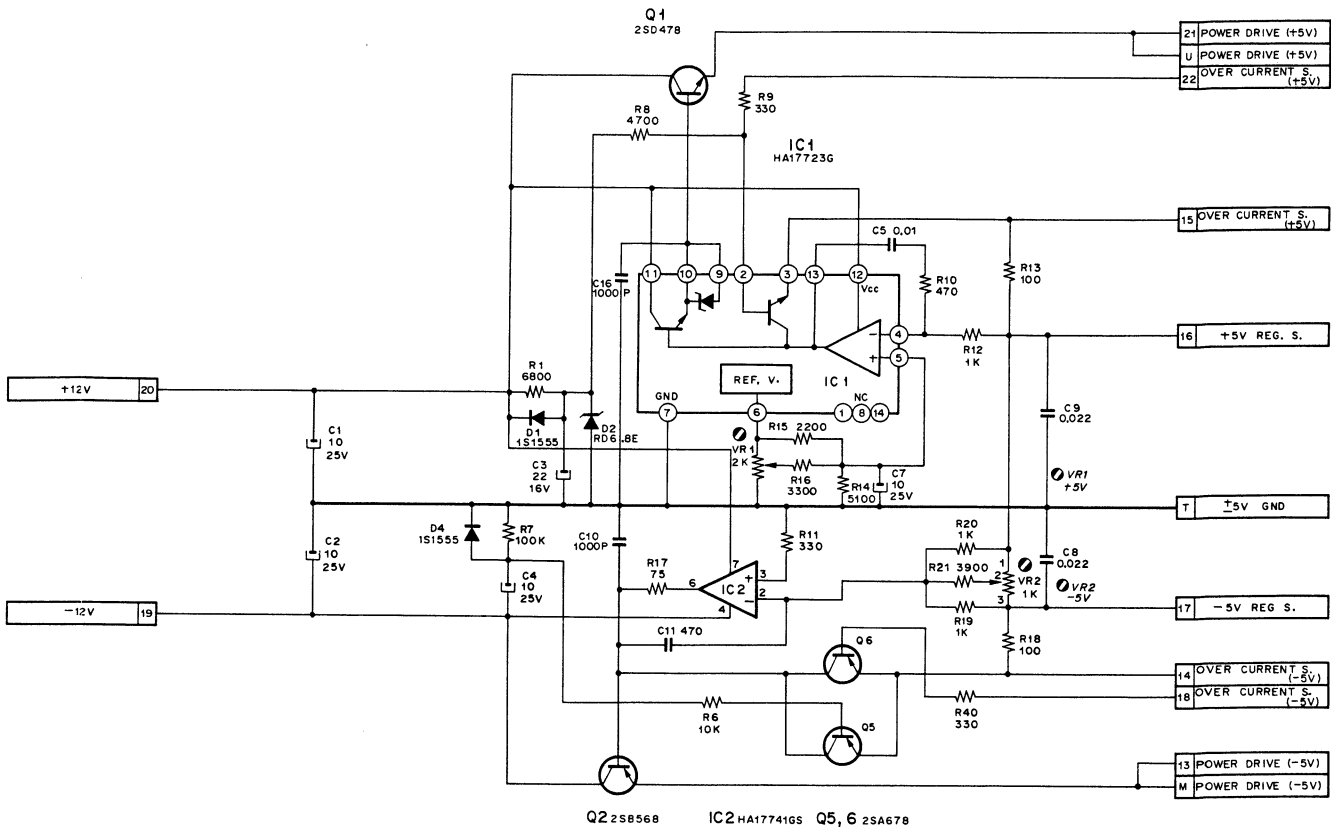 Q1
2SD478
21 POWER DRIVE (+5V)
U POWER DRIVE (+5V)
22 OVER CURRENT S.
(+5V)
R9
330
R8
4700
IC1
HA17723G
15 OVER CURRENT S.
(+5V)
C5 0.01
R13
100
C16
1000P
11
10
9
2
3
13
12
Vcc
R10
470
4
5
R12
1K
16 +5V REG. S.
R1
6800
REF. V.
IC1
+12V 20
GND
NC
7
6
1
8
14
C9
0.022
D1
1S1555
D2
RD6.8E
R15 2200
VR1
2K
C1
10
25V
C3
22
16V
R16
3300
R14
5100
C7
10
25V
VR1
+5V
T ±5V GND
D4
1S1555
R7
100K
C10
1000P
R11
330
R20
1K
C2
10
25V
C8
0.022
R17
75
7
6
+
3
IC2
2
−
4
R21 3900
1
2
3
VR2
1K
VR2
-5V
C4
10
25V
-12V 19
R19
1K
17 -5V REG S.
C11 470
R18
100
Q6
14 OVER CURRENT S.
(-5V)
18 OVER CURRENT S.
(-5V)
R6
10K
Q5
R40
330
13 POWER DRIVE (-5V)
M POWER DRIVE (-5V)
Q2 2SB568 IC2 HA17741GS Q5, 6 2SA678